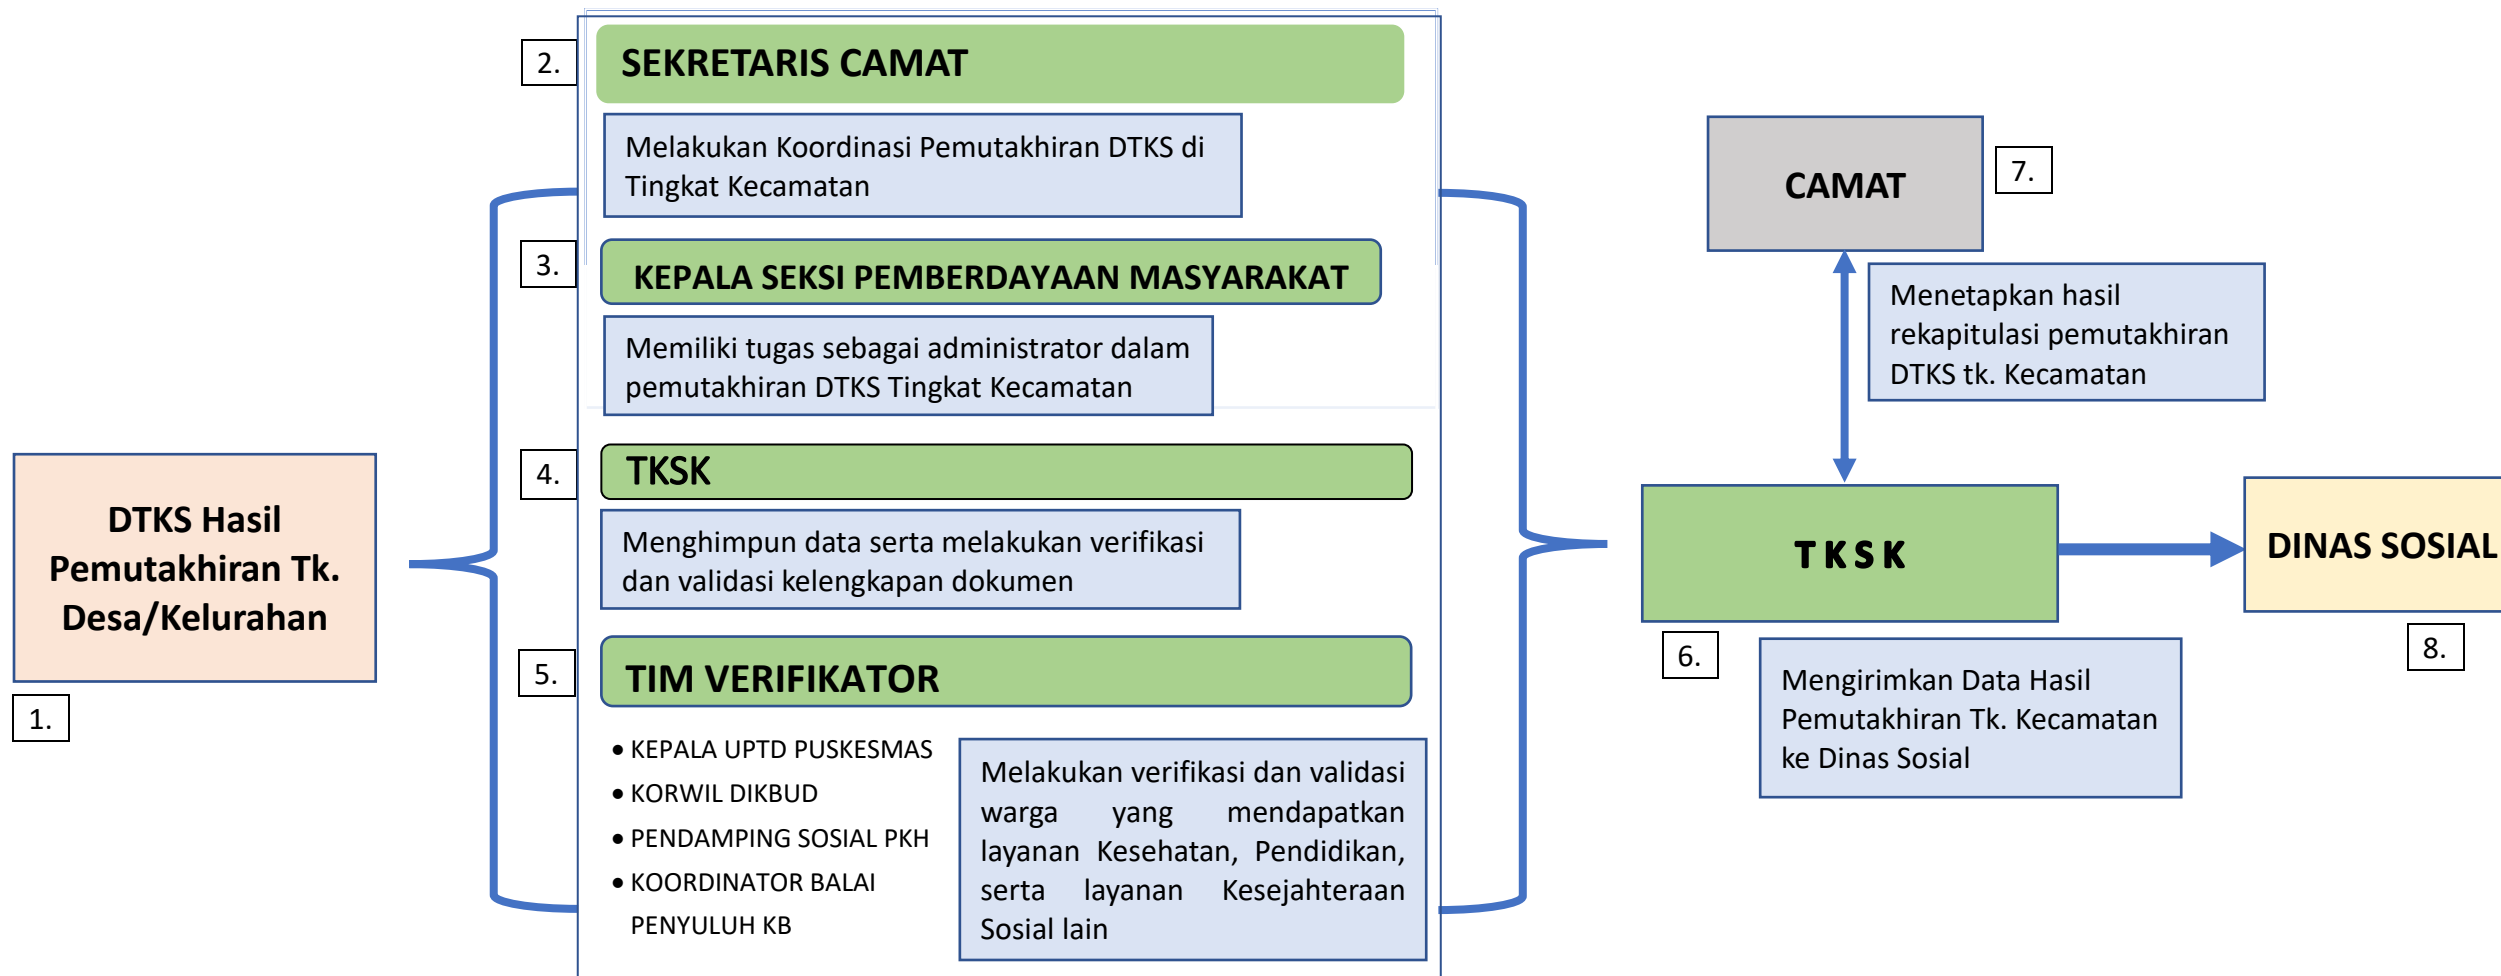 1.
DTKS Hasil
Pemutakhiran Tk.
Desa/Kelurahan
2.
SEKRETARIS CAMAT
Melakukan Koordinasi Pemutakhiran DTKS di
Tingkat Kecamatan
3.
KEPALA SEKSI PEMBERDAYAAN MASYARAKAT
Memiliki tugas sebagai administrator dalam
pemutakhiran DTKS Tingkat Kecamatan
4.
TKSK
Menghimpun data serta melakukan verifikasi
dan validasi kelengkapan dokumen
5.
TIM VERIFIKATOR
• KEPALA UPTD PUSKESMAS
• KORWIL DIKBUD
• PENDAMPING SOSIAL PKH
• KOORDINATOR BALAI
PENYULUH KB
Melakukan verifikasi dan validasi
warga yang mendapatkan
layanan Kesehatan, Pendidikan,
serta layanan Kesejahteraan
Sosial lain
CAMAT
7.
Menetapkan hasil
rekapitulasi pemutakhiran
DTKS tk. Kecamatan
T K S K
6.
Mengirimkan Data Hasil
Pemutakhiran Tk. Kecamatan
ke Dinas Sosial
DINAS SOSIAL
8.